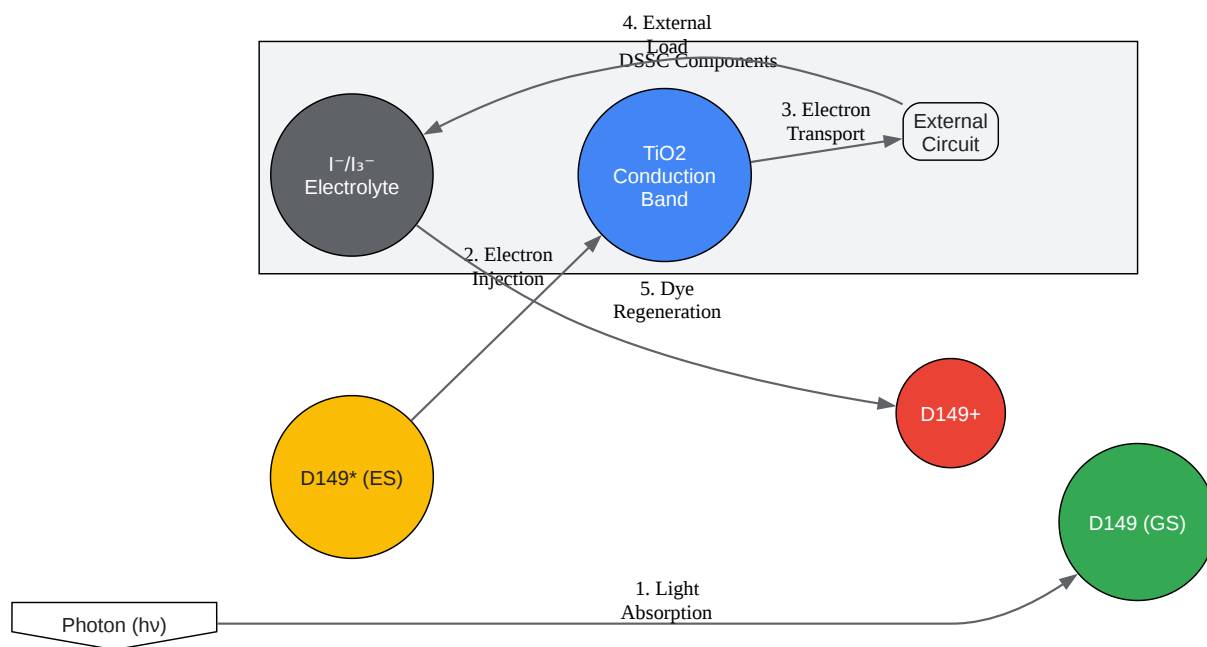 4. External
Load
DSSC Components
I⁻/I₃⁻
Electrolyte
TiO2
Conduction
Band
3. Electron
Transport
External
Circuit
2. Electron
Injection
5. Dye
Regeneration
D149+
D149* (ES)
D149 (GS)
1. Light
Absorption
Photon (hν)